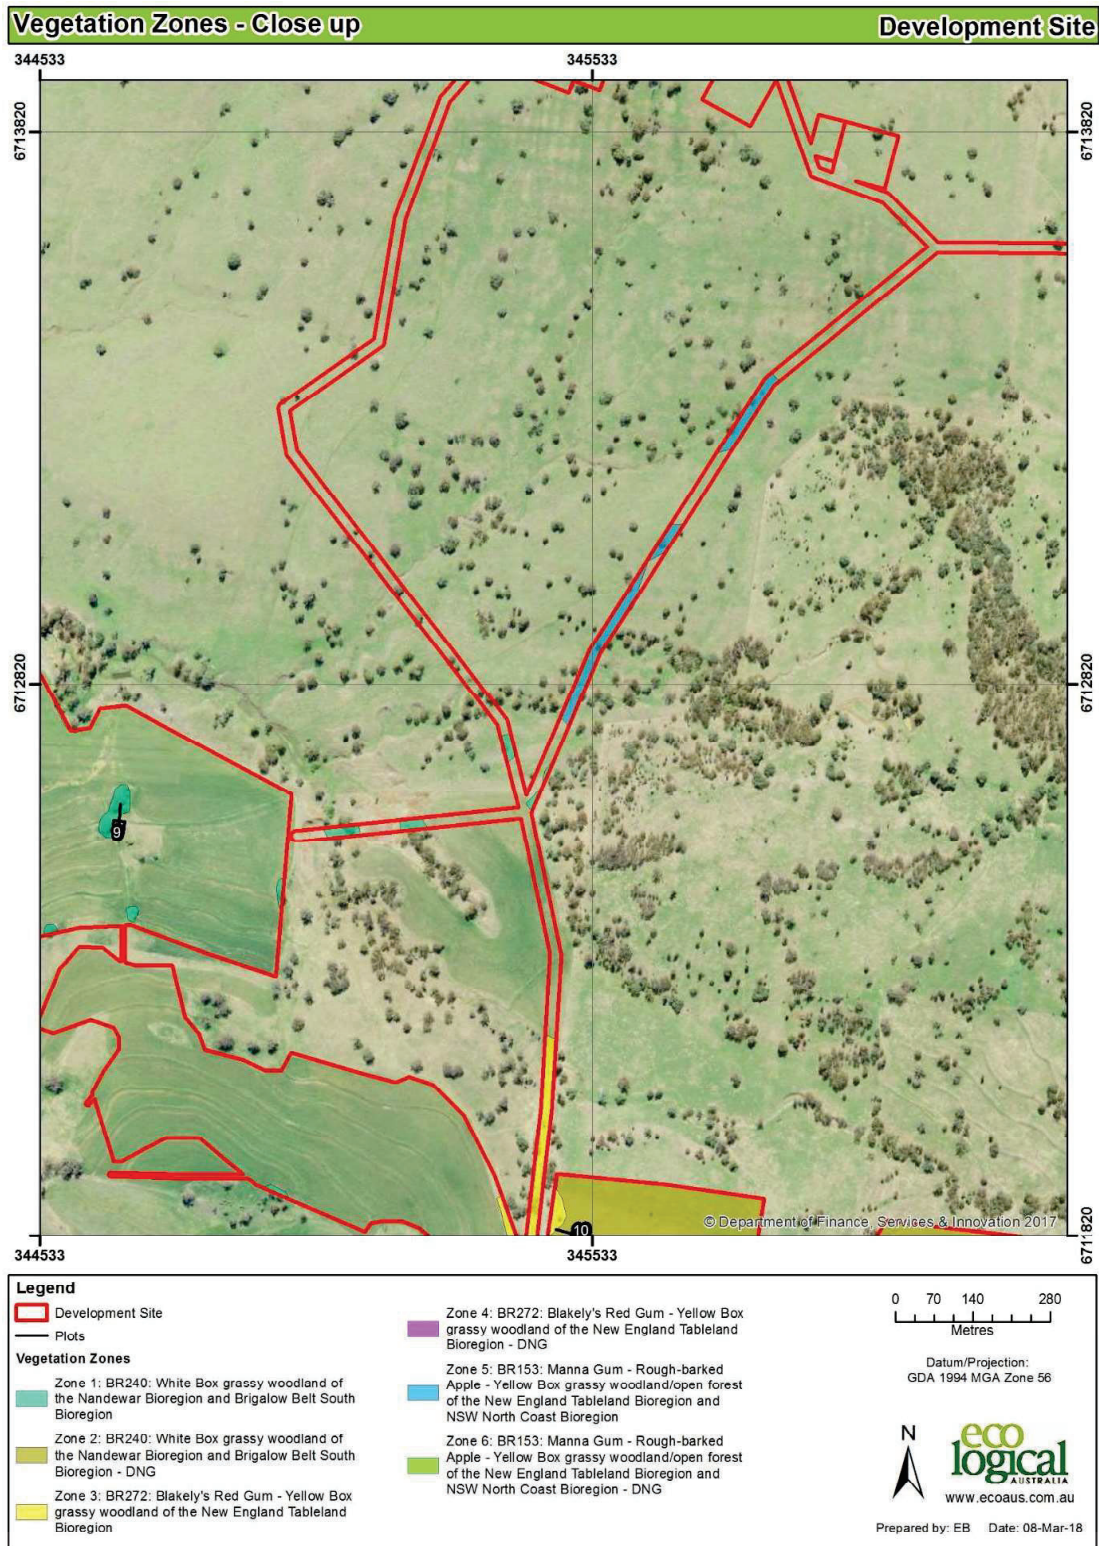 Vegetation Zones - Close up
Development Site
344533
345533
6713820
6713820
6712820
6712820
9
10
© Department of Finance, Services & Innovation 2017
6711820
344533
345533
Legend
Development Site
Plots
Vegetation Zones
Zone 1: BR240: White Box grassy woodland of
the Nandewar Bioregion and Brigalow Belt South
Bioregion
Zone 2: BR240: White Box grassy woodland of
the Nandewar Bioregion and Brigalow Belt South
Bioregion - DNG
Zone 3: BR272: Blakely's Red Gum - Yellow Box
grassy woodland of the New England Tableland
Bioregion
Zone 4: BR272: Blakely's Red Gum - Yellow Box
grassy woodland of the New England Tableland
Bioregion - DNG
Zone 5: BR153: Manna Gum - Rough-barked
Apple - Yellow Box grassy woodland/open forest
of the New England Tableland Bioregion and
NSW North Coast Bioregion
Zone 6: BR153: Manna Gum - Rough-barked
Apple - Yellow Box grassy woodland/open forest
of the New England Tableland Bioregion and
NSW North Coast Bioregion - DNG
0 70 140 280
Metres
Datum/Projection:
GDA 1994 MGA Zone 56
N
eco
logical
AUSTRALIA
www.ecoaus.com.au
Prepared by: EB Date: 08-Mar-18